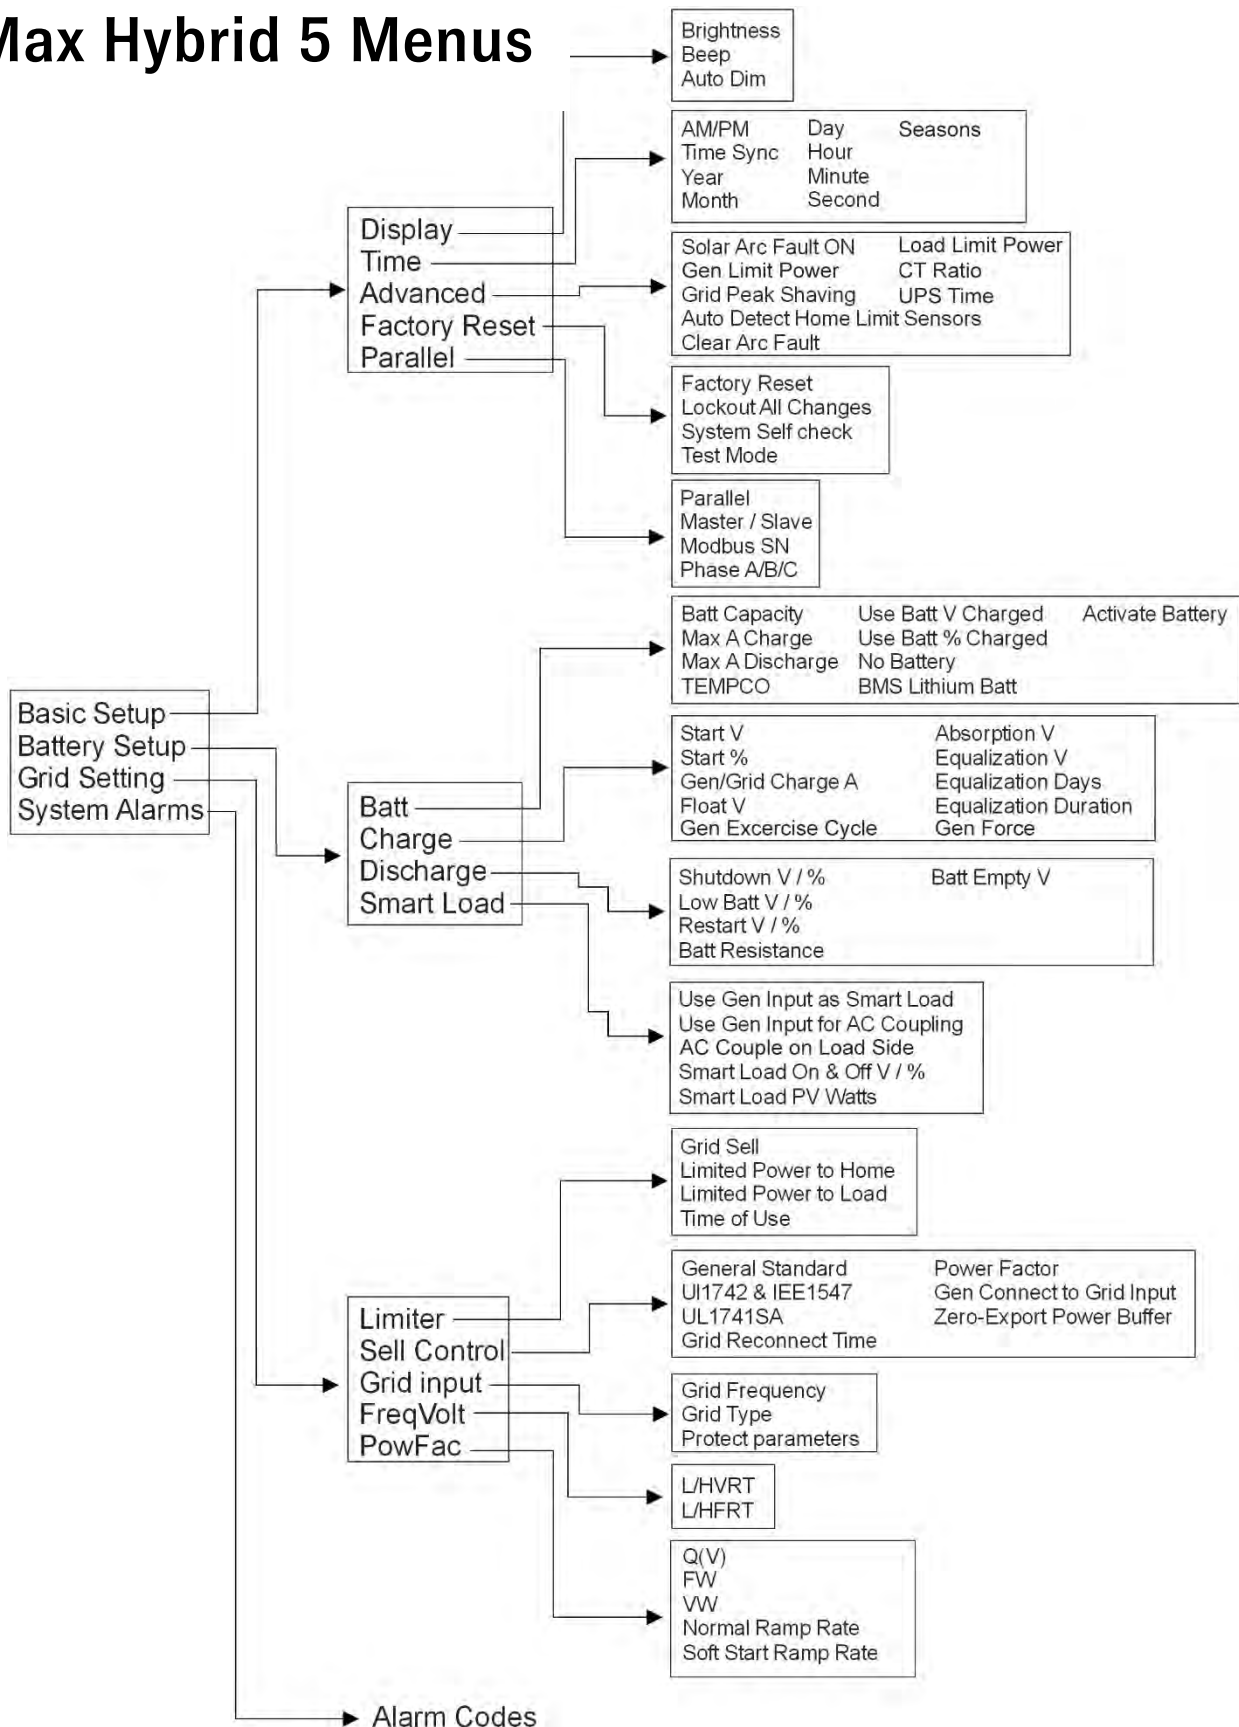 Max Hybrid 5 Menus
Brightness
Beep
Auto Dim
AM/PM Day Seasons
Time Sync Hour
Year Minute
Month Second
Display
Time
Advanced
Factory Reset
Parallel
Solar Arc Fault ON Load Limit Power
Gen Limit Power CT Ratio
Grid Peak Shaving UPS Time
Auto Detect Home Limit Sensors
Clear Arc Fault
Factory Reset
Lockout All Changes
System Self check
Test Mode
Parallel
Master / Slave
Modbus SN
Phase A/B/C
Batt Capacity Use Batt V Charged Activate Battery
Max A Charge Use Batt % Charged
Max A Discharge No Battery
TEMPCO BMS Lithium Batt
Basic Setup
Battery Setup
Grid Setting
System Alarms
Start V Absorption V
Start % Equalization V
Gen/Grid Charge A Equalization Days
Float V Equalization Duration
Gen Excercise Cycle Gen Force
Batt
Charge
Discharge
Smart Load
Shutdown V / % Batt Empty V
Low Batt V / %
Restart V / %
Batt Resistance
Use Gen Input as Smart Load
Use Gen Input for AC Coupling
AC Couple on Load Side
Smart Load On & Off V / %
Smart Load PV Watts
Grid Sell
Limited Power to Home
Limited Power to Load
Time of Use
General Standard Power Factor
UI1742 & IEE1547 Gen Connect to Grid Input
UL1741SA Zero-Export Power Buffer
Grid Reconnect Time
Limiter
Sell Control
Grid input
FreqVolt
PowFac
Grid Frequency
Grid Type
Protect parameters
L/HVRT
L/HFRT
Q(V)
FW
VW
Normal Ramp Rate
Soft Start Ramp Rate
Alarm Codes